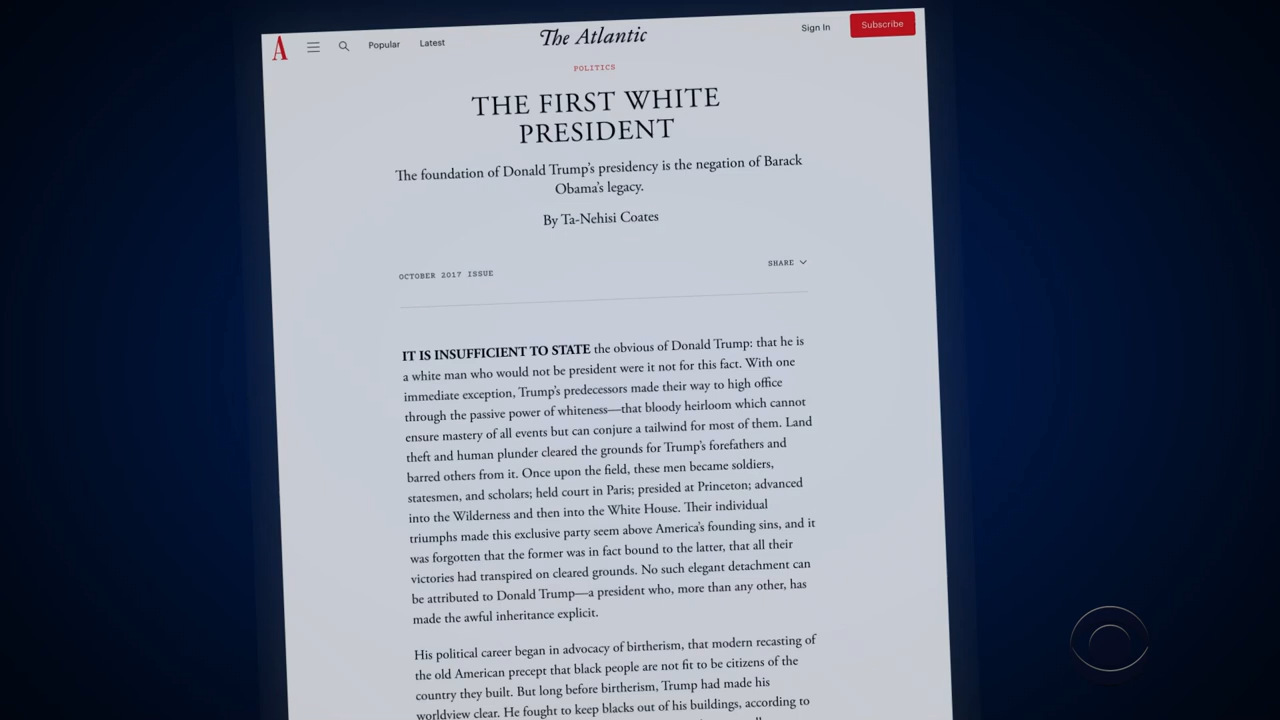 A Popular Latest The Atlantic Sign In Subscribe
POLITICS
THE FIRST WHITE
PRESIDENT
The foundation of Donald Trump's presidency is the negation of Barack
Obama's legacy.
By Ta-Nehisi Coates
OCTOBER 2017 ISSUE SHARE
IT IS INSUFFICIENT TO STATE the obvious of Donald Trump: that he is
a white man who would not be president were it not for this fact. With one
immediate exception, Trump's predecessors made their way to high office
through the passive power of whiteness—that bloody heirloom which cannot
ensure mastery of all events but can conjure a tailwind for most of them. Land
theft and human plunder cleared the grounds for Trump's forefathers and
barred others from it. Once upon the field, these men became soldiers,
statesmen, and scholars; held court in Paris; presided at Princeton; advanced
into the Wilderness and then into the White House. Their individual
triumphs made this exclusive party seem above America's founding sins, and it
was forgotten that the former was in fact bound to the latter, that all their
victories had transpired on cleared grounds. No such elegant detachment can
be attributed to Donald Trump—a president who, more than any other, has
made the awful inheritance explicit.
His political career began in advocacy of birtherism, that modern recasting of
the old American precept that black people are not fit to be citizens of the
country they built. But long before birtherism, Trump had made his
worldview clear. He fought to keep blacks out of his buildings, according to